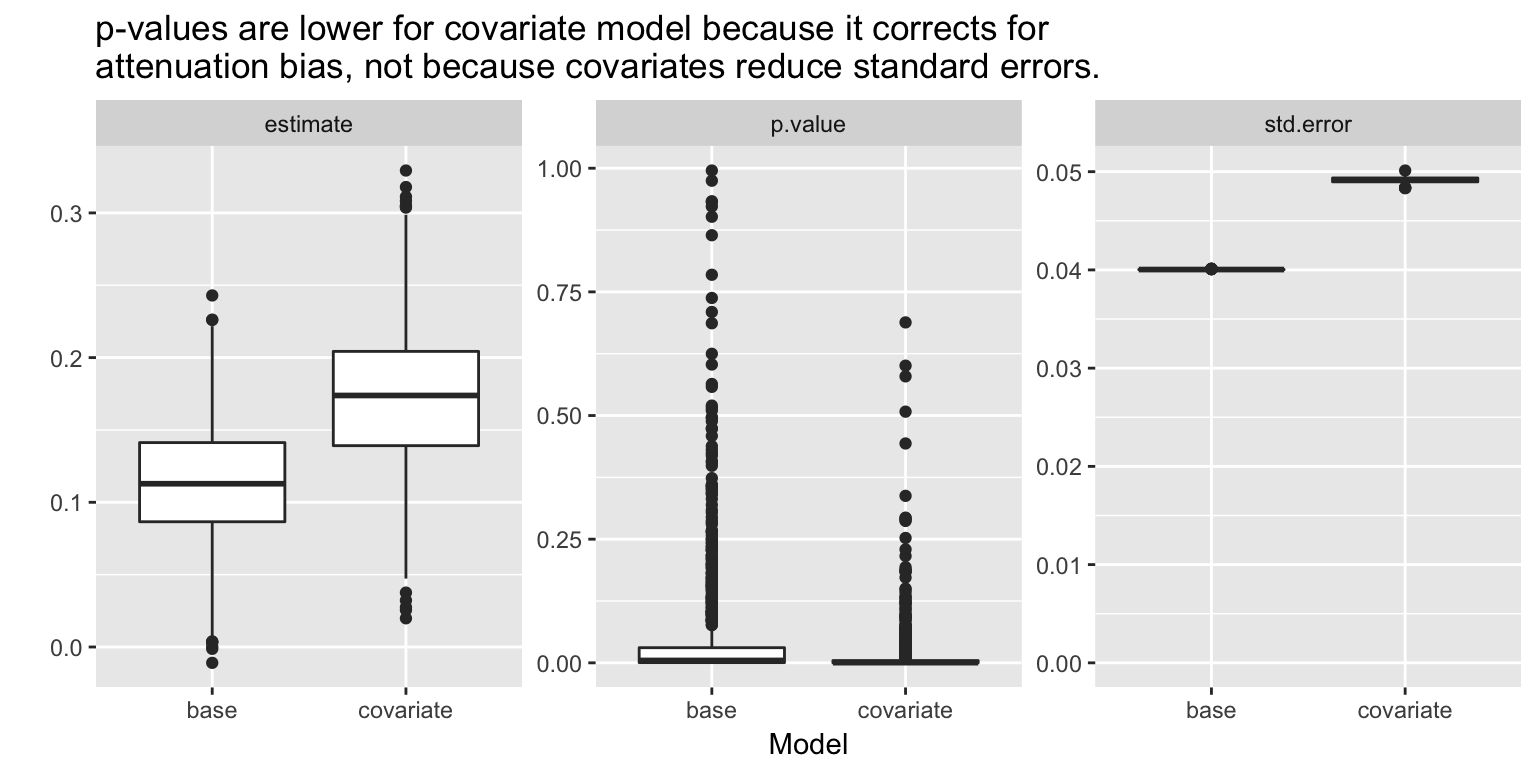 p-values are lower for covariate model because it corrects for
attenuation bias, not because covariates reduce standard errors.
estimate
p.value
std.error
0.3
0.2
0.1
0.0
1.00
0.75
0.50
0.25
0.00
0.05
0.04
0.03
0.02
0.01
0.00
base
covariate
base
covariate
base
covariate
Model